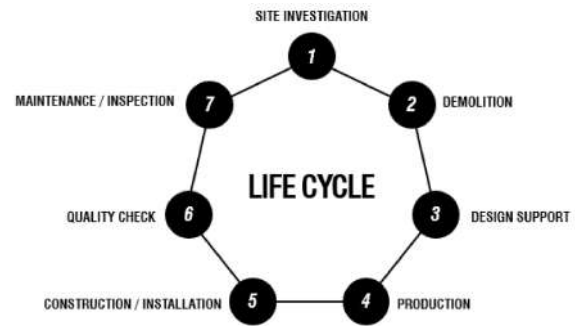 SITE INVESTIGATION
1
2
DEMOLITION
3
DESIGN SUPPORT
4
PRODUCTION
5
CONSTRUCTION / INSTALLATION
6
QUALITY CHECK
7
MAINTENANCE / INSPECTION
LIFE CYCLE